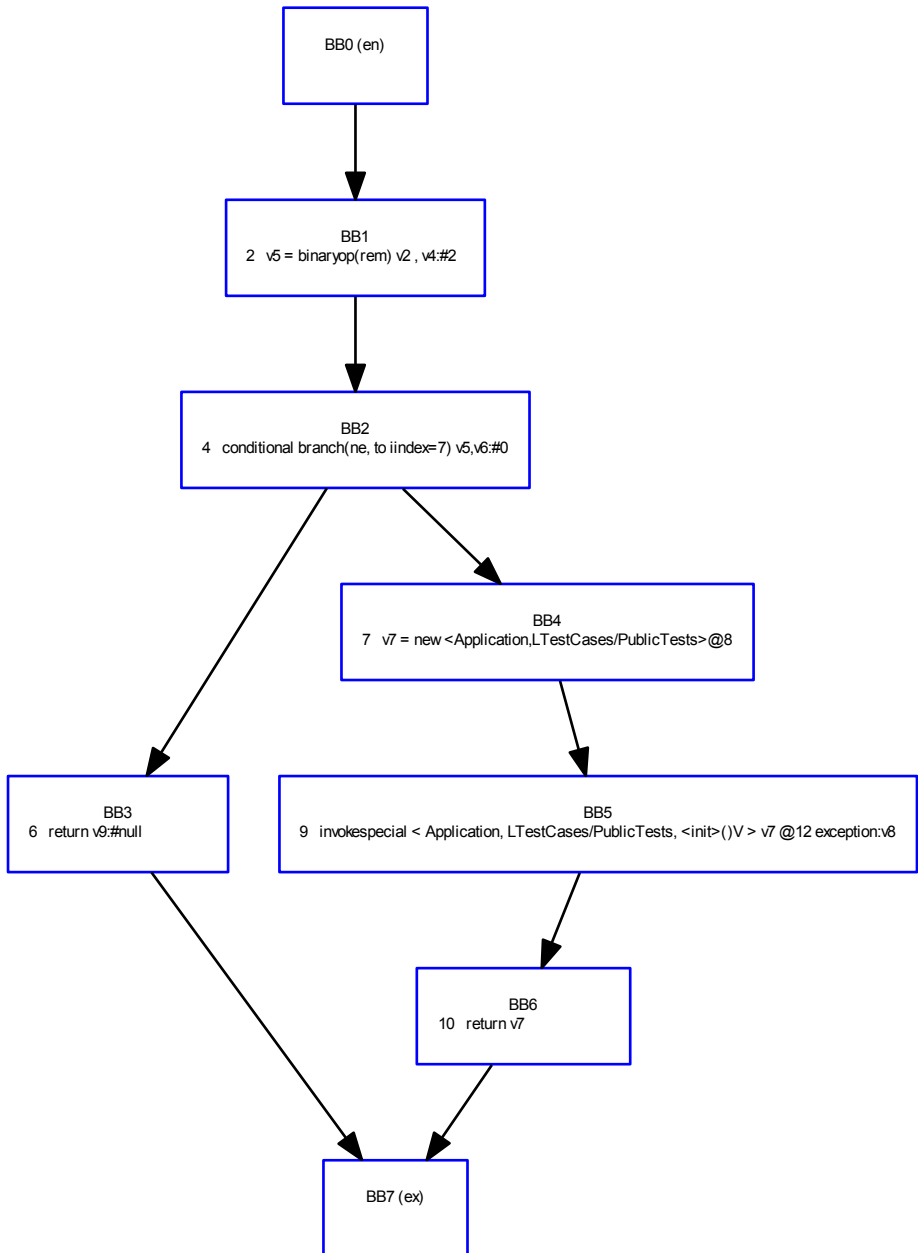 BB0 (en)
BB1
2 v5 = binaryop(rem) v2 , v4:#2
BB2
4 conditional branch(ne, to iindex=7) v5,v6:#0
BB4
7 v7 = new <Application,LTestCases/PublicTests>@8
BB3
6 return v9:#null
BB5
9 invokespecial < Application, LTestCases/PublicTests, <init>()V > v7 @12 exception:v8
BB6
10 return v7
BB7 (ex)